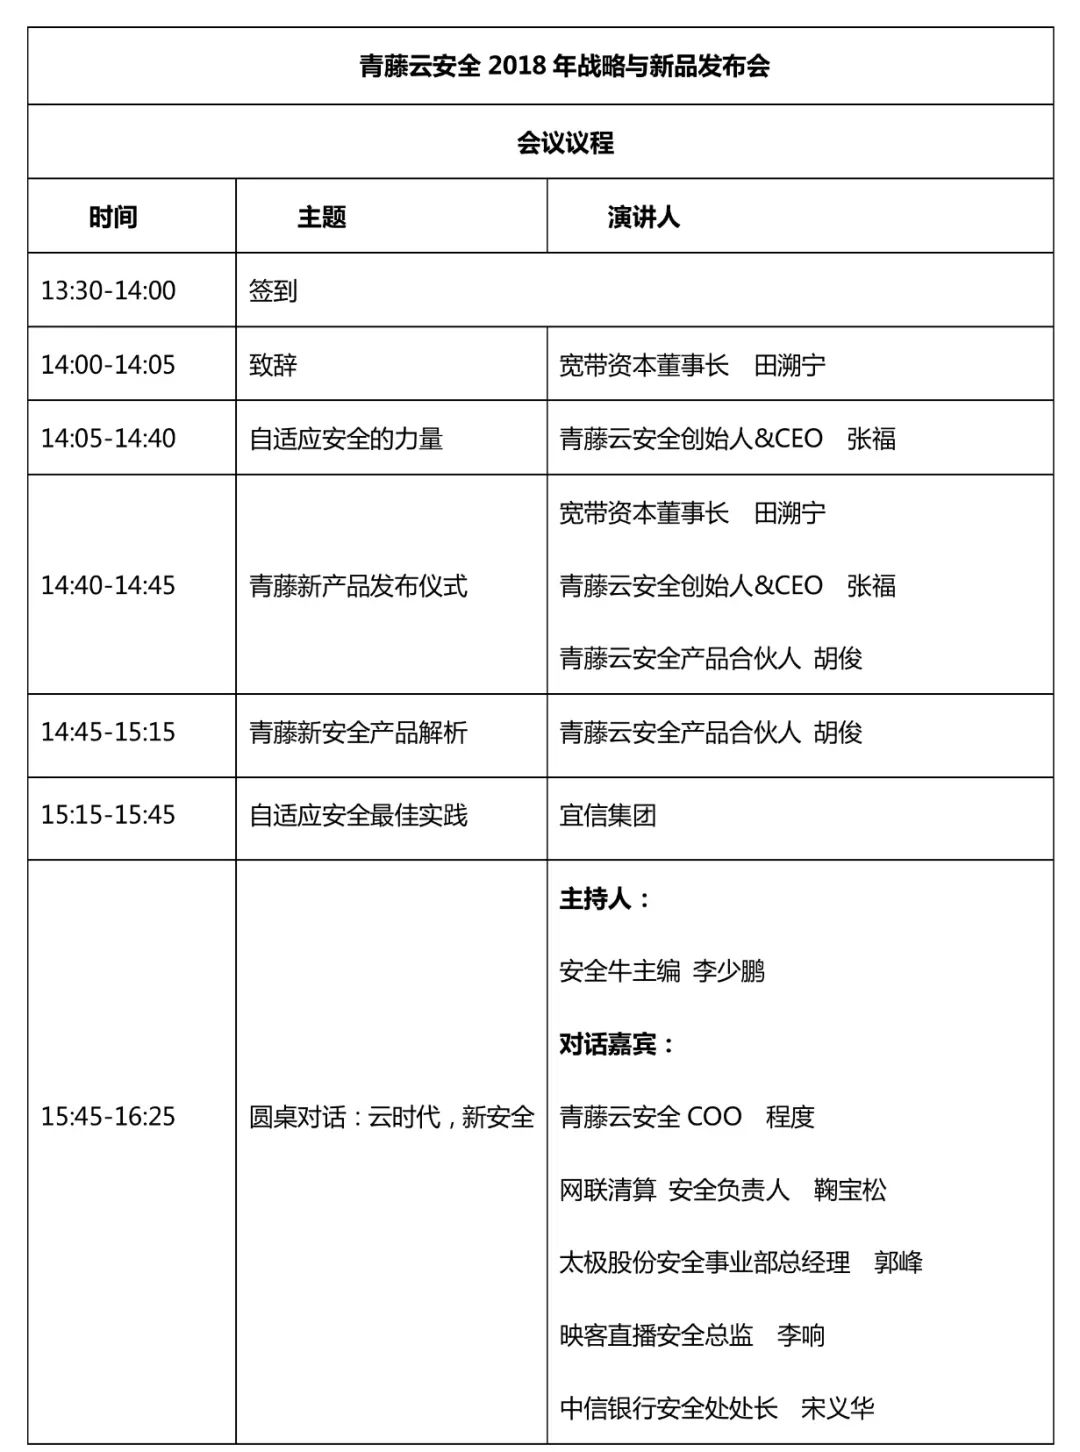 青藤云安全 2018 年战略与新品发布会
会议议程
时间 主题 演讲人
13:30-14:00 签到
14:00-14:05 致辞 宽带资本董事长 田溯宁
14:05-14:40 自适应安全的力量 青藤云安全创始人&CEO 张福
宽带资本董事长 田溯宁
14:40-14:45 青藤新产品发布仪式 青藤云安全创始人&CEO 张福
青藤云安全产品合伙人 胡俊
14:45-15:15 青藤新安全产品解析 青藤云安全产品合伙人 胡俊
15:15-15:45 自适应安全最佳实践 宜信集团
主持人：
安全牛主编 李少鹏
对话嘉宾：
15:45-16:25 圆桌对话：云时代，新安全 青藤云安全 COO 程度
网联清算 安全负责人 鞠宝松
太极股份安全事业部总经理 郭峰
映客直播安全总监 李响
中信银行安全处处长 宋义华